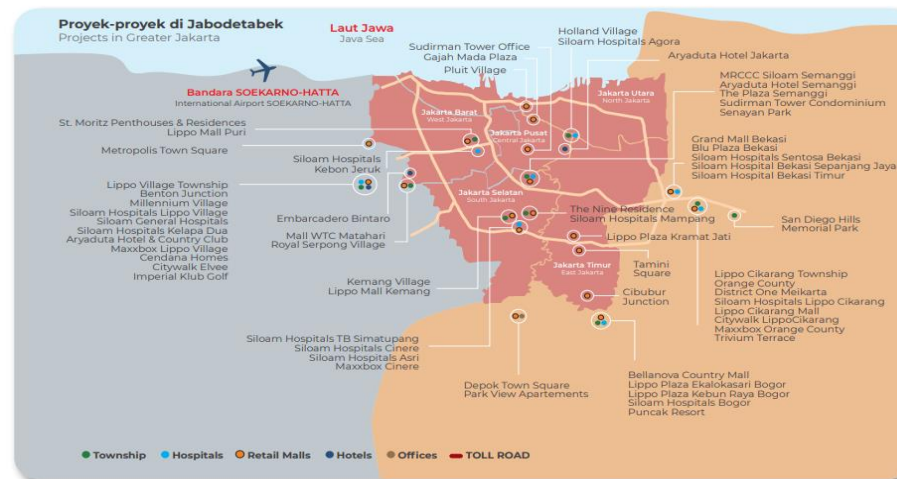 Proyek-proyek di Jabodetabek
Projects in Greater Jakarta
Laut Jawa
Java Sea
Bandara SOEKARNO-HATTA
International Airport SOEKARNO-HATTA
Sudirman Tower Office
Gajah Mada Plaza
Pluit Village
Holland Village
Siloam Hospitals Agora
Aryaduta Hotel Jakarta
MRCCC Siloam Semanggi
Aryaduta Hotel Semanggi
The Plaza Semanggi
Sudirman Tower Condominium
Senayan Park
Jakarta Utara
North Jakarta
Jakarta Barat
West Jakarta
Jakarta Pusat
Central Jakarta
Jakarta Selatan
South Jakarta
Jakarta Timur
East Jakarta
St. Moritz Penthouses & Residences
Lippo Mall Puri
Metropolis Town Square
Siloam Hospitals
Kebon Jeruk
Lippo Village Township
Benton Junction
Millennium Village
Siloam Hospitals Lippo Village
Siloam General Hospitals
Siloam Hospitals Kelapa Dua
Aryaduta Hotel & Country Club
Maxxbox Lippo Village
Cendana Homes
Citywalk Elvee
Imperial Klub Golf
Embarcadero Bintaro
Mall WTC Matahari
Royal Serpong Village
Kemang Village
Lippo Mall Kemang
Siloam Hospitals TB Simatupang
Siloam Hospitals Cinere
Siloam Hospitals Asri
Maxxbox Cinere
Grand Mall Bekasi
Blu Plaza Bekasi
Siloam Hospitals Sentosa Bekasi
Siloam Hospital Bekasi Sepanjang Jaya
Siloam Hospitals Bekasi Timur
The Nine Residence
Siloam Hospitals Mampang
Lippo Plaza Kramat Jati
Tamini
Square
Cibubur
Junction
San Diego Hills
Memorial Park
Lippo Cikarang Township
Orange County
District One Meikarta
Siloam Hospitals Lippo Cikarang
Lippo Cikarang Mall
Citywalk LippoCikarang
Maxxbox Orange County
Trivium Terrace
Depok Town Square
Park View Apartements
Bellanova Country Mall
Lippo Plaza Ekalokasari Bogor
Lippo Plaza Kebun Raya Bogor
Siloam Hospitals Bogor
Puncak Resort
Township
Hospitals
Retail Malls
Hotels
Offices
TOLL ROAD